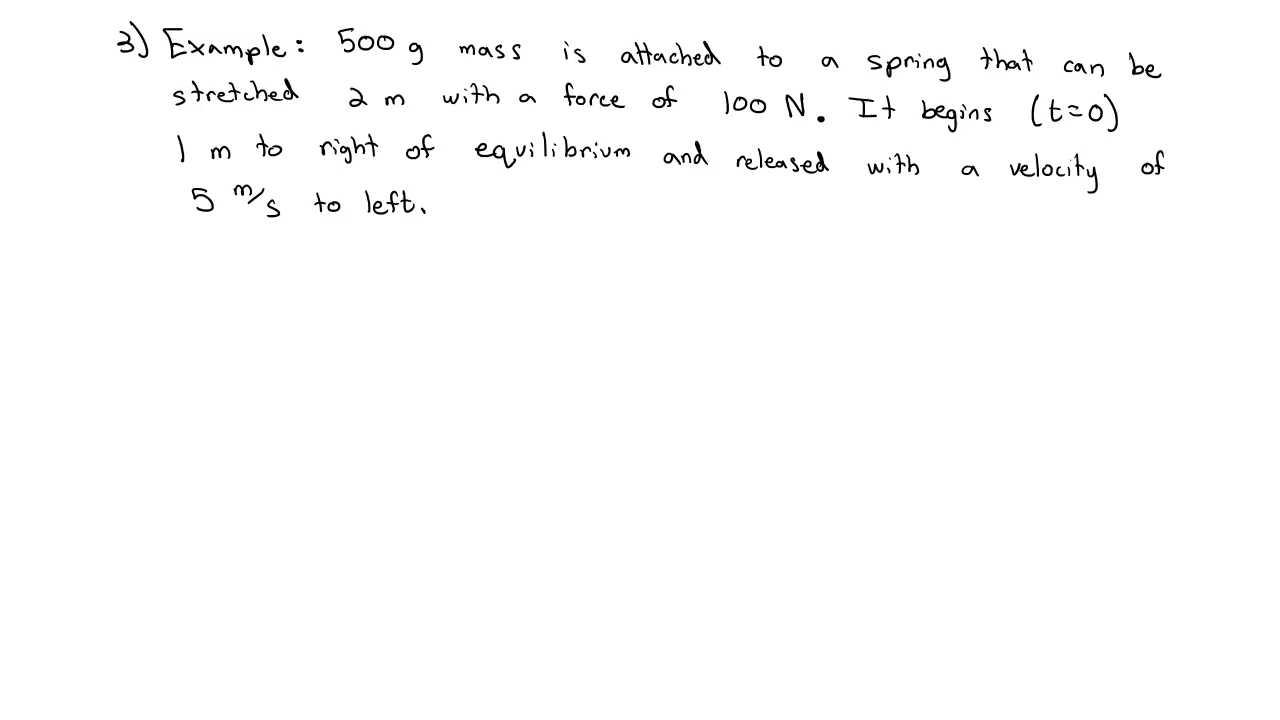 3) Example: 500 g mass is attached to a spring that can be
stretched 2 m with a force of 100 N. It begins (t=0)
1 m to right of equilibrium and released with a velocity of
5 m/s to left.